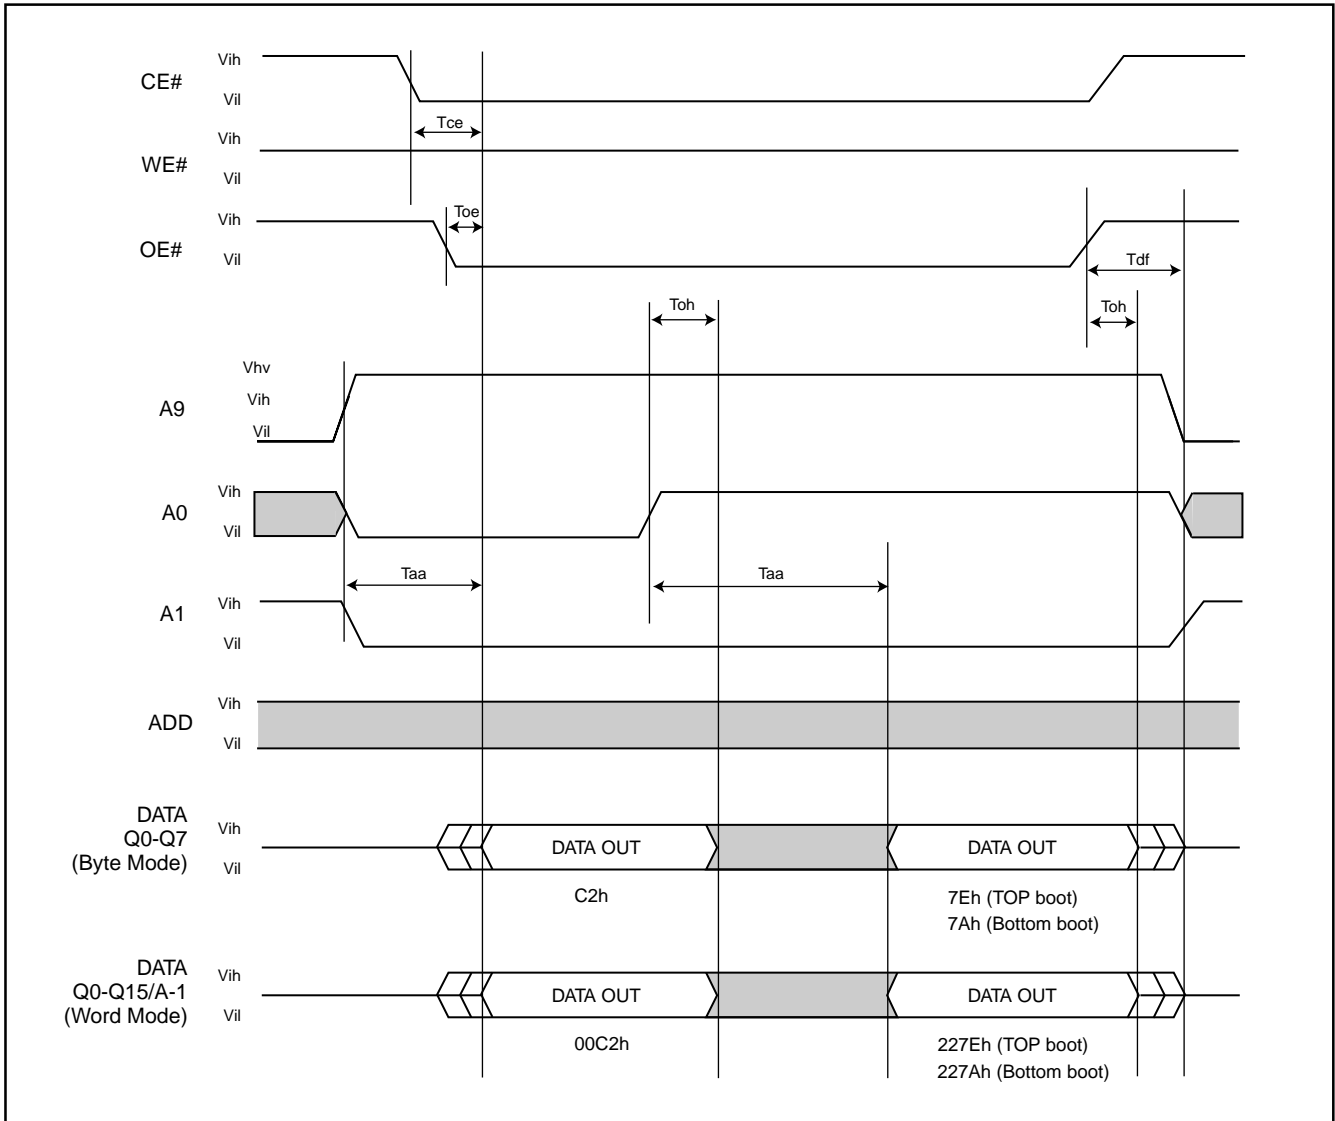 Vih
CE#
Vil
Tce
Vih
WE#
Vil
Toe
Vih
OE#
Vil
Tdf
Toh
Toh
Vhv
Vih
A9
Vil
Vih
A0
Vil
Taa
Taa
Vih
A1
Vil
Vih
ADD
Vil
DATA
Q0-Q7
(Byte Mode)
Vih
Vil
DATA OUT
DATA OUT
C2h
7Eh (TOP boot)
7Ah (Bottom boot)
DATA
Q0-Q15/A-1
(Word Mode)
Vih
Vil
DATA OUT
DATA OUT
00C2h
227Eh (TOP boot)
227Ah (Bottom boot)